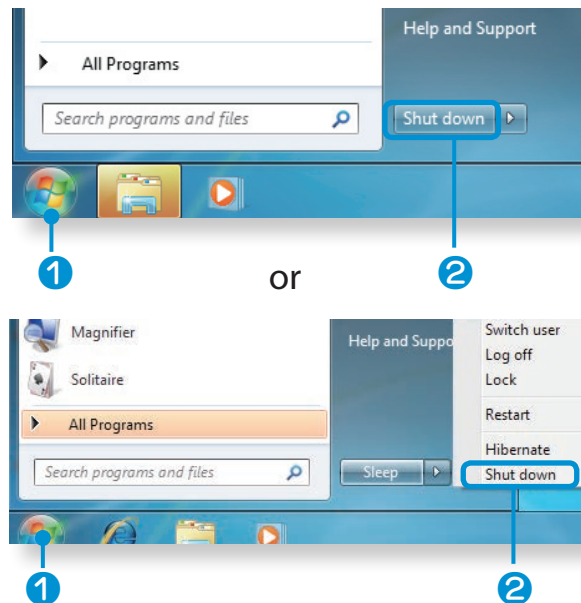 Help and Support
All Programs
Search programs and files
Shut down
1
or
2
Magnifier
Help and Suppo
Switch user
Log off
Solitaire
Lock
All Programs
Restart
Hibernate
Search programs and files
Sleep
Shut down
1
2